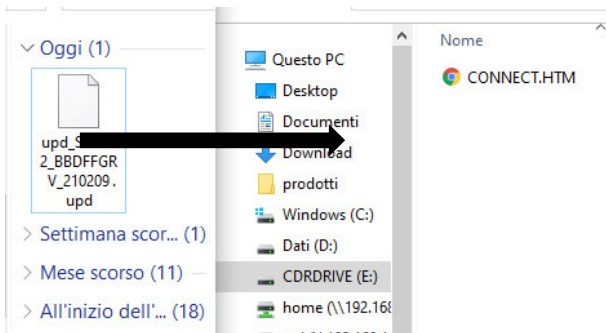 Oggi (1)
upd_S
2_BBDFFGR
V_210209.
upd
Settimana scor... (1)
Mese scorso (11)
All'inizio dell'... (18)
Questo PC
Desktop
Documenti
Download
prodotti
Windows (C:)
Dati (D:)
CDRDRIVE (E:)
home (\\192.168
Nome
CONNECT.HTM